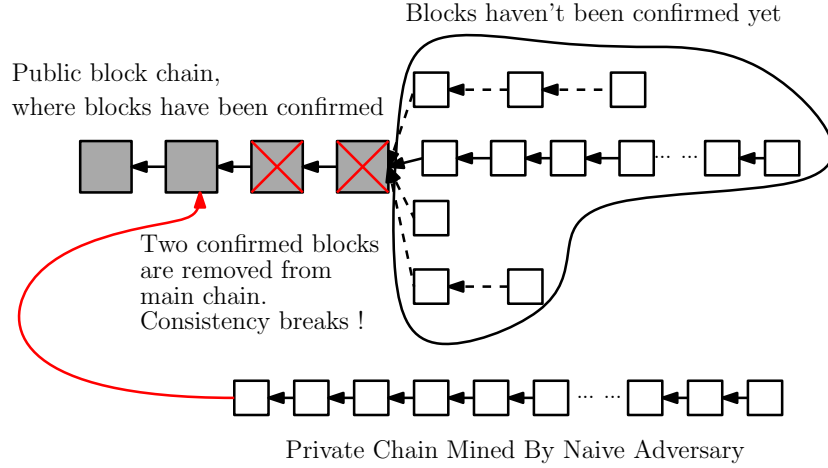 Blocks haven't been confirmed yet
Public block chain,
where blocks have been confirmed
... ...
Two confirmed blocks
are removed from
main chain.
Consistency breaks !
... ...
Private Chain Mined By Naive Adversary